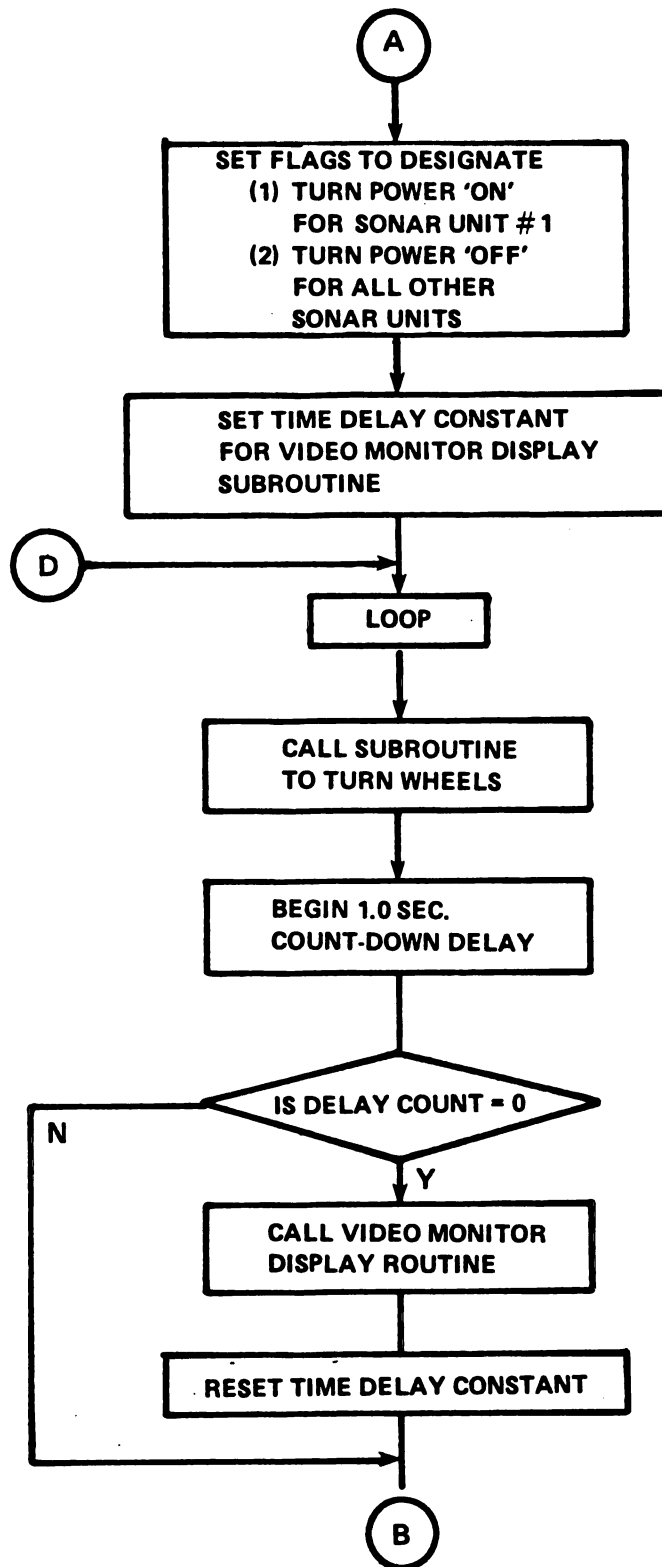 A
SET FLAGS TO DESIGNATE
(1) TURN POWER 'ON'
FOR SONAR UNIT #1
(2) TURN POWER 'OFF'
FOR ALL OTHER
SONAR UNITS
SET TIME DELAY CONSTANT
FOR VIDEO MONITOR DISPLAY
SUBROUTINE
D
LOOP
CALL SUBROUTINE
TO TURN WHEELS
BEGIN 1.0 SEC.
COUNT-DOWN DELAY
IS DELAY COUNT = 0
N
Y
CALL VIDEO MONITOR
DISPLAY ROUTINE
RESET TIME DELAY CONSTANT
B